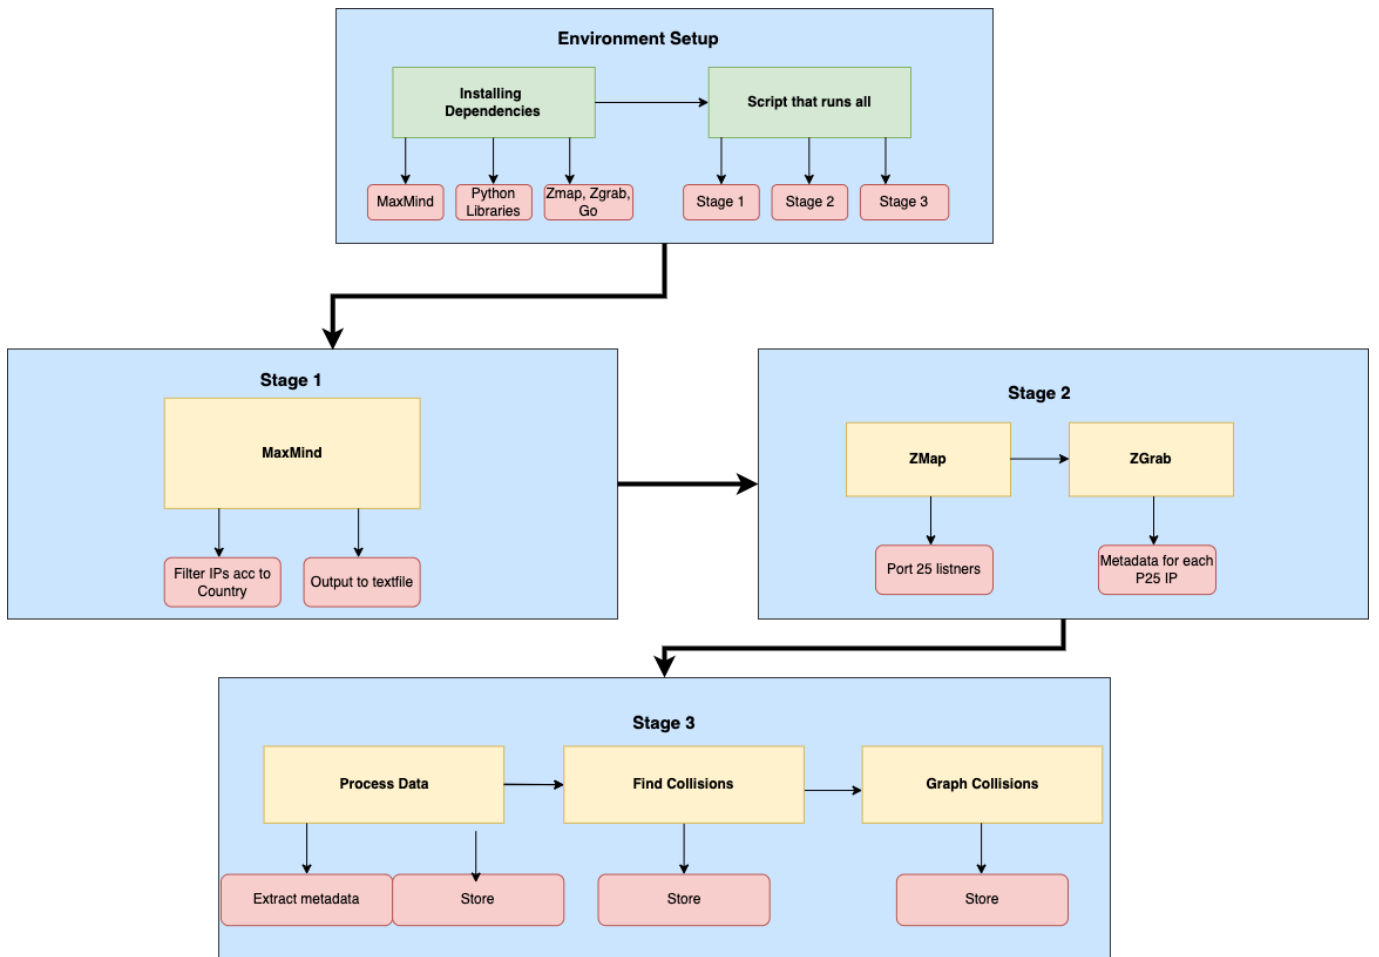 Environment Setup
Installing
Dependencies
Script that runs all
MaxMind
Python
Libraries
Zmap, Zgrab,
Go
Stage 1
Stage 2
Stage 3
Stage 1
MaxMind
Filter IPs acc to
Country
Output to textfile
Stage 2
ZMap
ZGrab
Port 25 listners
Metadata for each
P25 IP
Stage 3
Process Data
Find Collisions
Graph Collisions
Extract metadata
Store
Store
Store